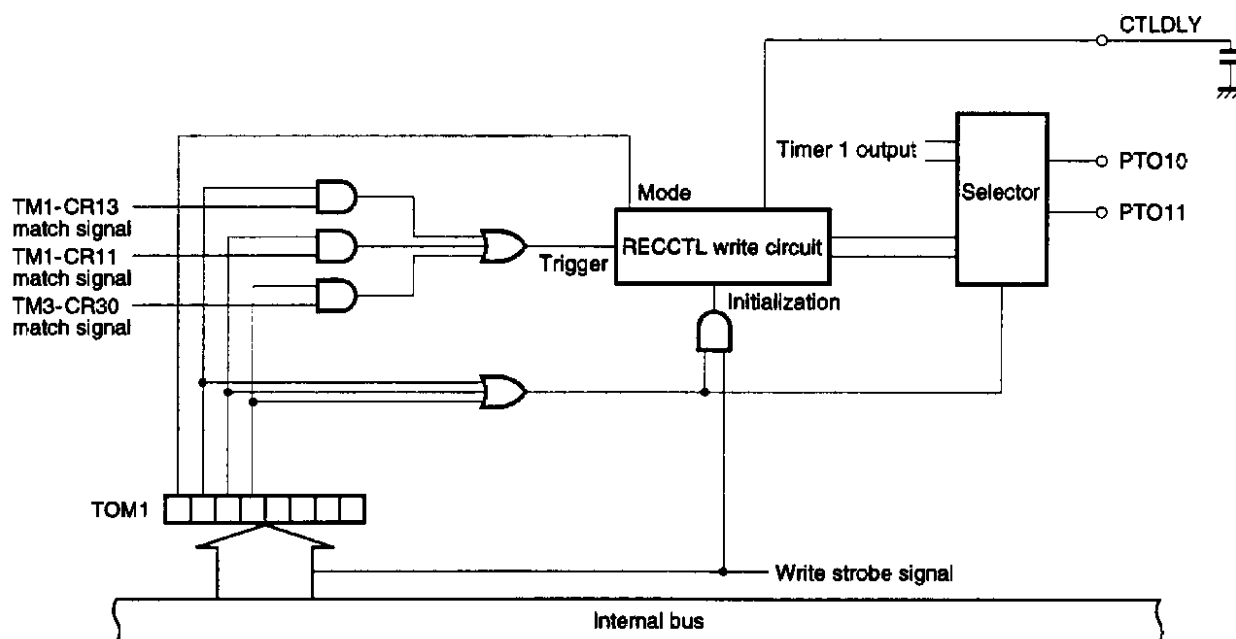 CTLDLY
Timer 1 output
PTO10
Selector
PTO11
Mode
TM1-CR13
match signal
RECCTL write circuit
TM1-CR11
match signal
Trigger
TM3-CR30
match signal
Initialization
TOM1
Write strobe signal
Internal bus